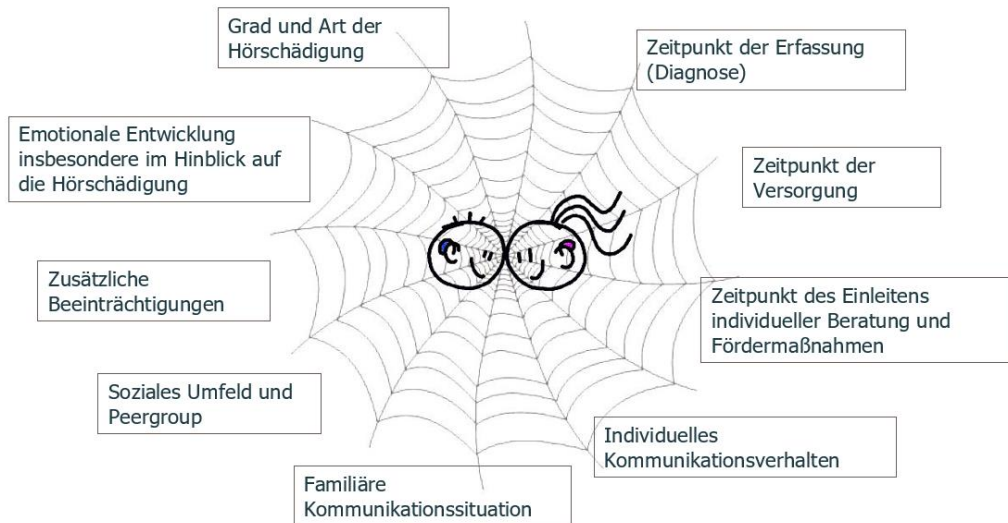 Grad und Art der
Hörschädigung
Zeitpunkt der Erfassung
(Diagnose)
Emotionale Entwicklung
insbesondere im Hinblick auf
die Hörschädigung
Zeitpunkt der
Versorgung
Zusätzliche
Beeinträchtigungen
Zeitpunkt des Einleitens
individueller Beratung und
Fördermaßnahmen
Soziales Umfeld und
Peergroup
Individuelles
Kommunikationsverhalten
Familiäre
Kommunikationssituation